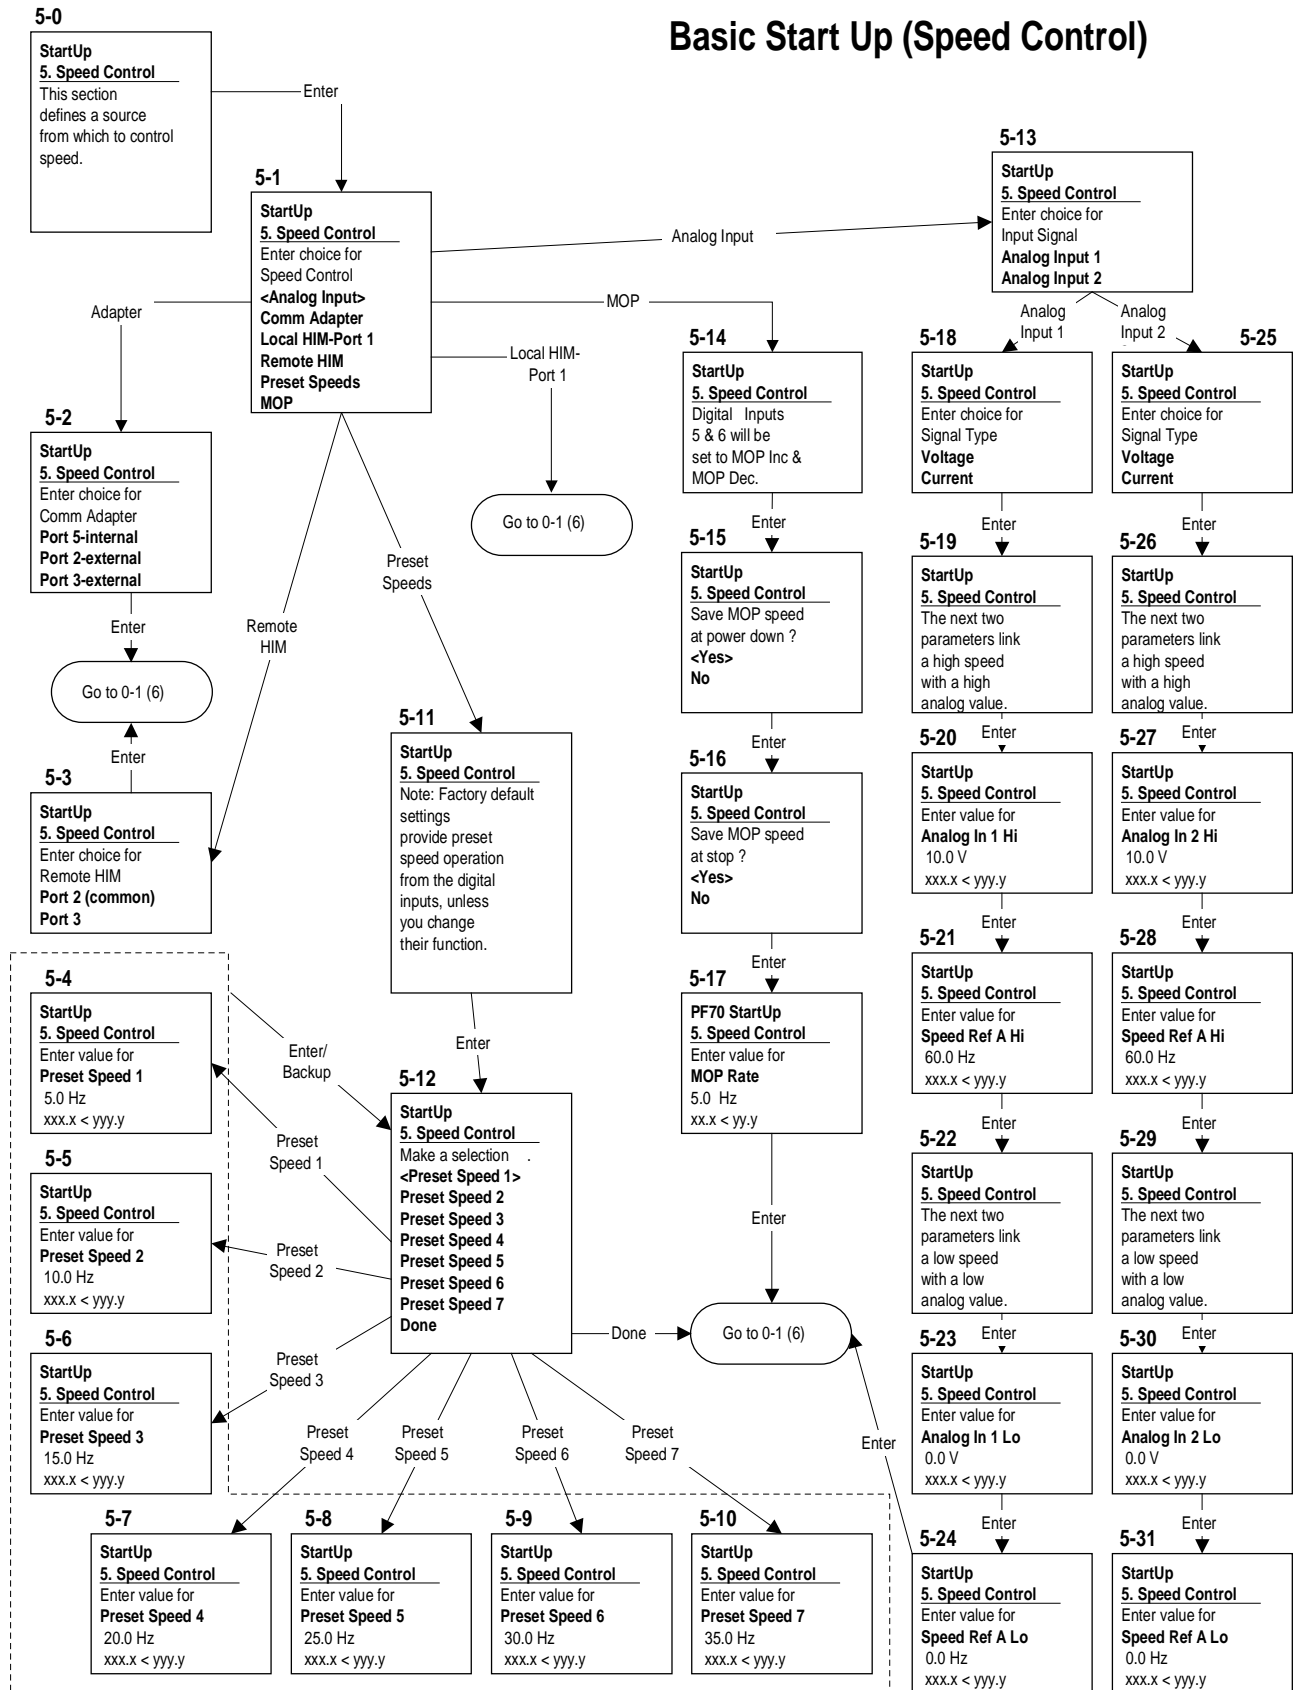 Basic Start Up (Speed Control)
5-0
StartUp
5. Speed Control
This section
defines a source
from which to control
speed.
Enter
5-1
StartUp
5. Speed Control
Enter choice for
Speed Control
<Analog Input>
Comm Adapter
Local HIM-Port 1
Remote HIM
Preset Speeds
MOP
Analog Input
5-13
StartUp
5. Speed Control
Enter choice for
Input Signal
Analog Input 1
Analog Input 2
Adapter
MOP
Local HIM-
Port 1
Go to 0-1 (6)
Analog
Input 1
Analog
Input 2
5-2
StartUp
5. Speed Control
Enter choice for
Comm Adapter
Port 5-internal
Port 2-external
Port 3-external
Enter
Go to 0-1 (6)
Enter
5-3
StartUp
5. Speed Control
Enter choice for
Remote HIM
Port 2 (common)
Port 3
Remote
HIM
Preset
Speeds
5-11
StartUp
5. Speed Control
Note: Factory default
settings
provide preset
speed operation
from the digital
inputs, unless
you change
their function.
Enter
5-14
StartUp
5. Speed Control
Digital Inputs
5 & 6 will be
set to MOP Inc &
MOP Dec.
Enter
5-15
StartUp
5. Speed Control
Save MOP speed
at power down ?
<Yes>
No
Enter
5-16
StartUp
5. Speed Control
Save MOP speed
at stop ?
<Yes>
No
Enter
5-17
PF70 StartUp
5. Speed Control
Enter value for
MOP Rate
5.0 Hz
xx.x < yy.y
Enter
Go to 0-1 (6)
5-18
StartUp
5. Speed Control
Enter choice for
Signal Type
Voltage
Current
Enter
5-19
StartUp
5. Speed Control
The next two
parameters link
a high speed
with a high
analog value.
Enter
5-20
StartUp
5. Speed Control
Enter value for
Analog In 1 Hi
10.0 V
xxx.x < yyy.y
Enter
5-21
StartUp
5. Speed Control
Enter value for
Speed Ref A Hi
60.0 Hz
xxx.x < yyy.y
Enter
5-22
StartUp
5. Speed Control
The next two
parameters link
a low speed
with a low
analog value.
Enter
5-23
StartUp
5. Speed Control
Enter value for
Analog In 1 Lo
0.0 V
xxx.x < yyy.y
Enter
5-24
StartUp
5. Speed Control
Enter value for
Speed Ref A Lo
0.0 Hz
xxx.x < yyy.y
Enter
5-25
StartUp
5. Speed Control
Enter choice for
Signal Type
Voltage
Current
Enter
5-26
StartUp
5. Speed Control
The next two
parameters link
a high speed
with a high
analog value.
Enter
5-27
StartUp
5. Speed Control
Enter value for
Analog In 2 Hi
10.0 V
xxx.x < yyy.y
Enter
5-28
StartUp
5. Speed Control
Enter value for
Speed Ref A Hi
60.0 Hz
xxx.x < yyy.y
Enter
5-29
StartUp
5. Speed Control
The next two
parameters link
a low speed
with a low
analog value.
Enter
5-30
StartUp
5. Speed Control
Enter value for
Analog In 2 Lo
0.0 V
xxx.x < yyy.y
Enter
5-31
StartUp
5. Speed Control
Enter value for
Speed Ref A Lo
0.0 Hz
xxx.x < yyy.y
5-4
StartUp
5. Speed Control
Enter value for
Preset Speed 1
5.0 Hz
xxx.x < yyy.y
Enter/
Backup
5-12
StartUp
5. Speed Control
Make a selection .
<Preset Speed 1>
Preset Speed 2
Preset Speed 3
Preset Speed 4
Preset Speed 5
Preset Speed 6
Preset Speed 7
Done
Done
Preset
Speed 1
5-5
StartUp
5. Speed Control
Enter value for
Preset Speed 2
10.0 Hz
xxx.x < yyy.y
Preset
Speed 2
5-6
StartUp
5. Speed Control
Enter value for
Preset Speed 3
15.0 Hz
xxx.x < yyy.y
Preset
Speed 3
Preset
Speed 4
Preset
Speed 5
Preset
Speed 6
Preset
Speed 7
5-7
StartUp
5. Speed Control
Enter value for
Preset Speed 4
20.0 Hz
xxx.x < yyy.y
5-8
StartUp
5. Speed Control
Enter value for
Preset Speed 5
25.0 Hz
xxx.x < yyy.y
5-9
StartUp
5. Speed Control
Enter value for
Preset Speed 6
30.0 Hz
xxx.x < yyy.y
5-10
StartUp
5. Speed Control
Enter value for
Preset Speed 7
35.0 Hz
xxx.x < yyy.y